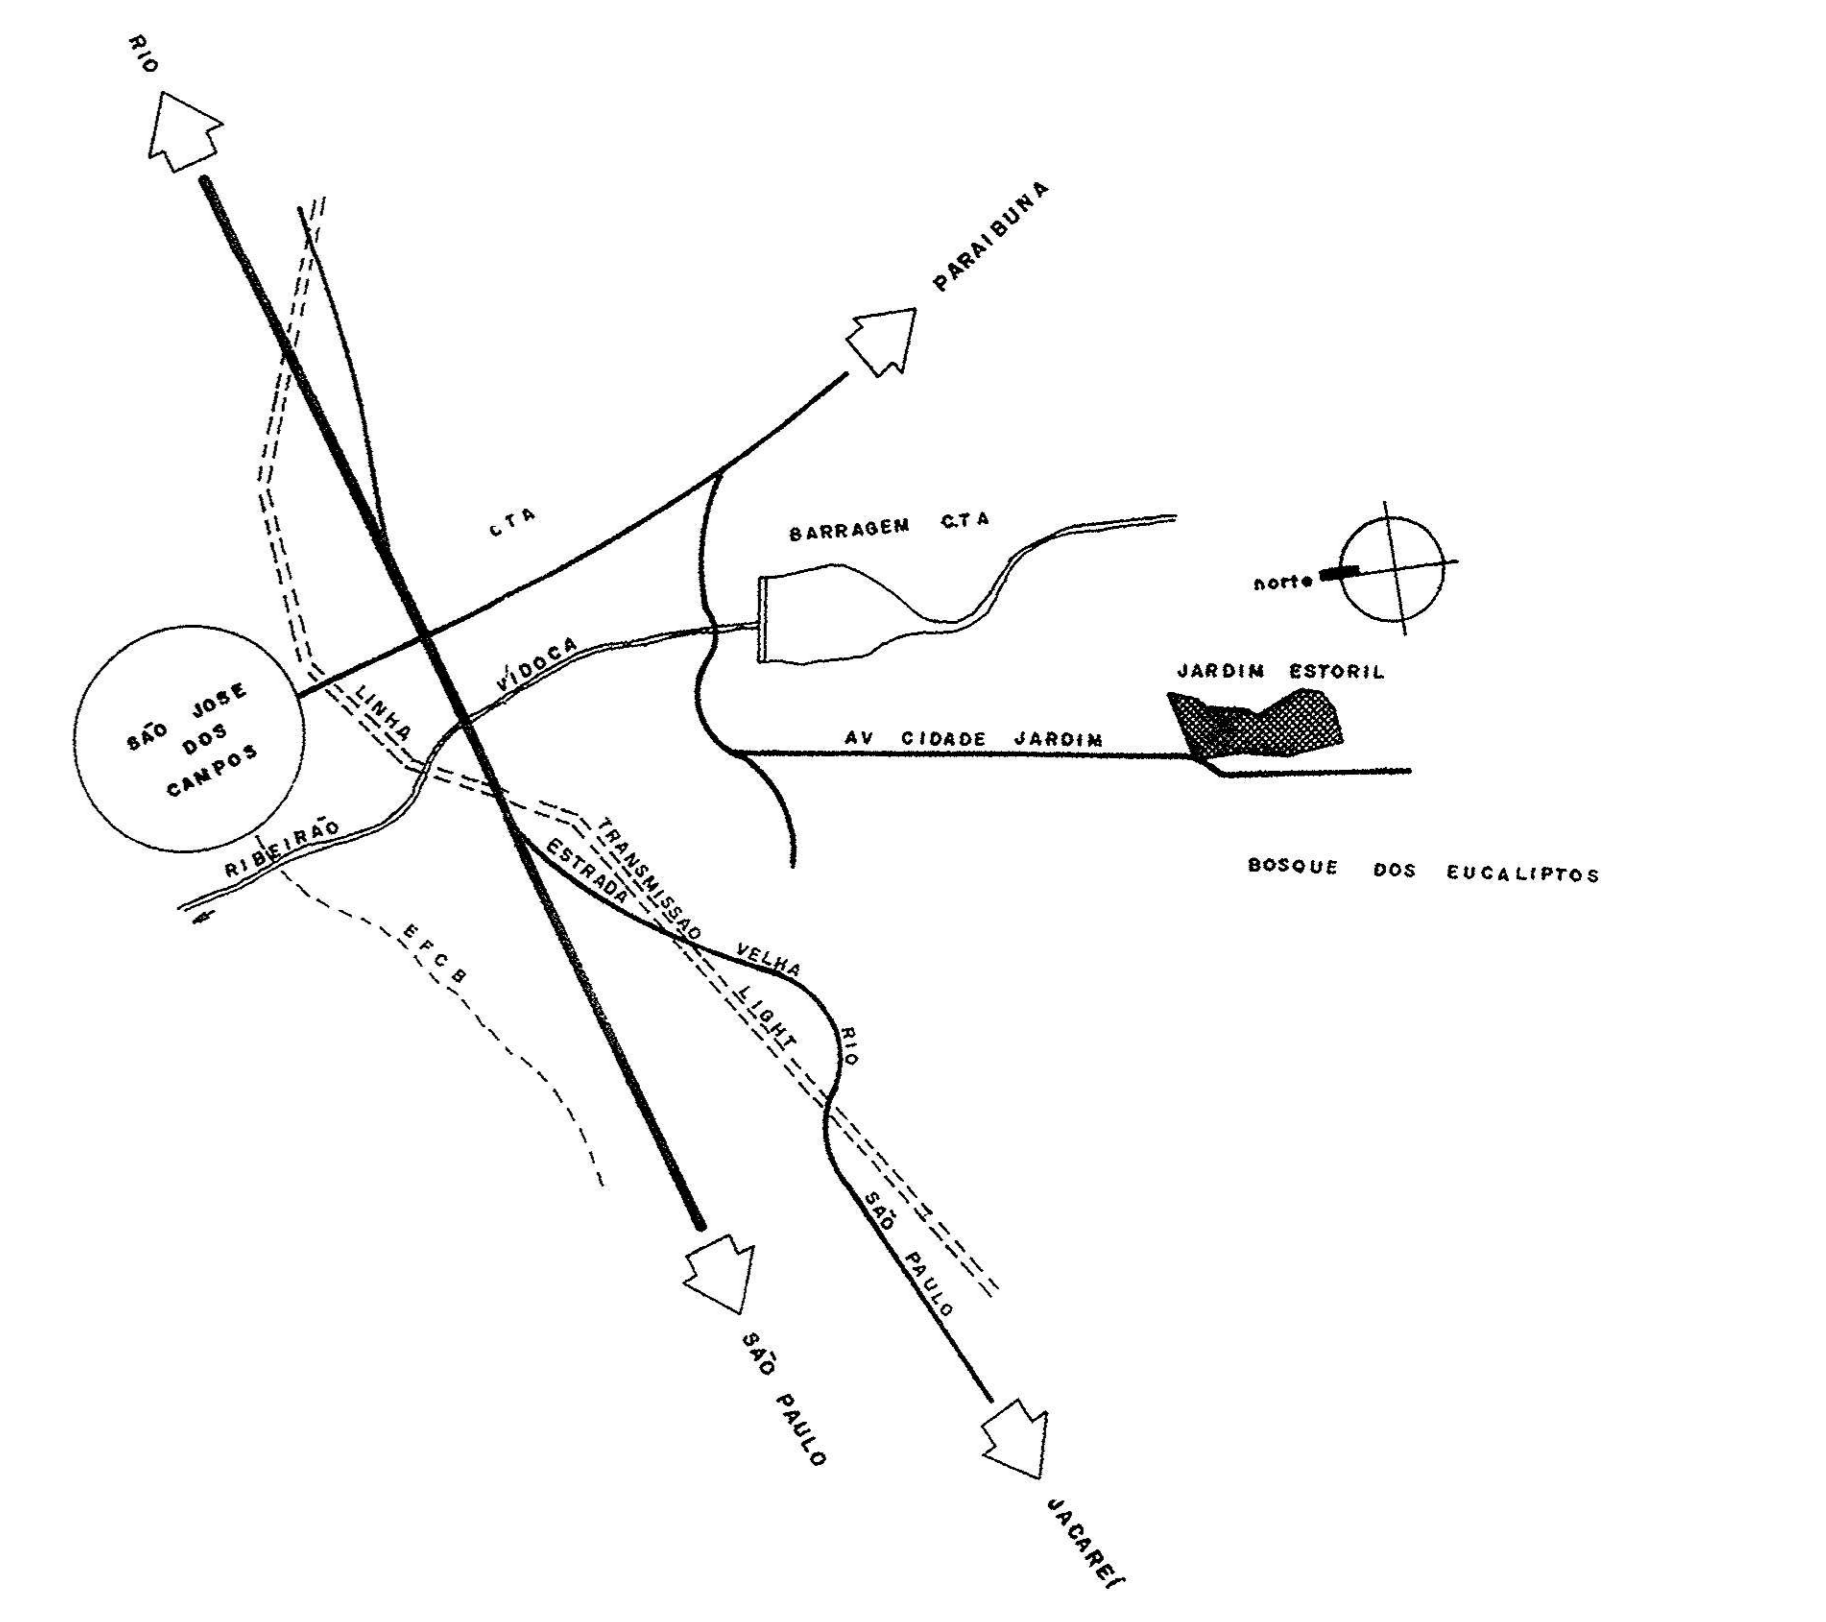 RIO
PARAIBUNA
CTA
BARRAGEM CTA
norte
VIDOCA
JARDIM ESTORIL
SÃO JOSE
DOS
CAMPOS
LINHA
AV CIDADE JARDIM
RIBEIRÃO
TRANSMISSAO
ESTRADA
BOSQUE DOS EUCALIPTOS
EFCB
VELHA
LIGHT
RIO
SÃO PAULO
SÃO PAULO
JACAREÍ